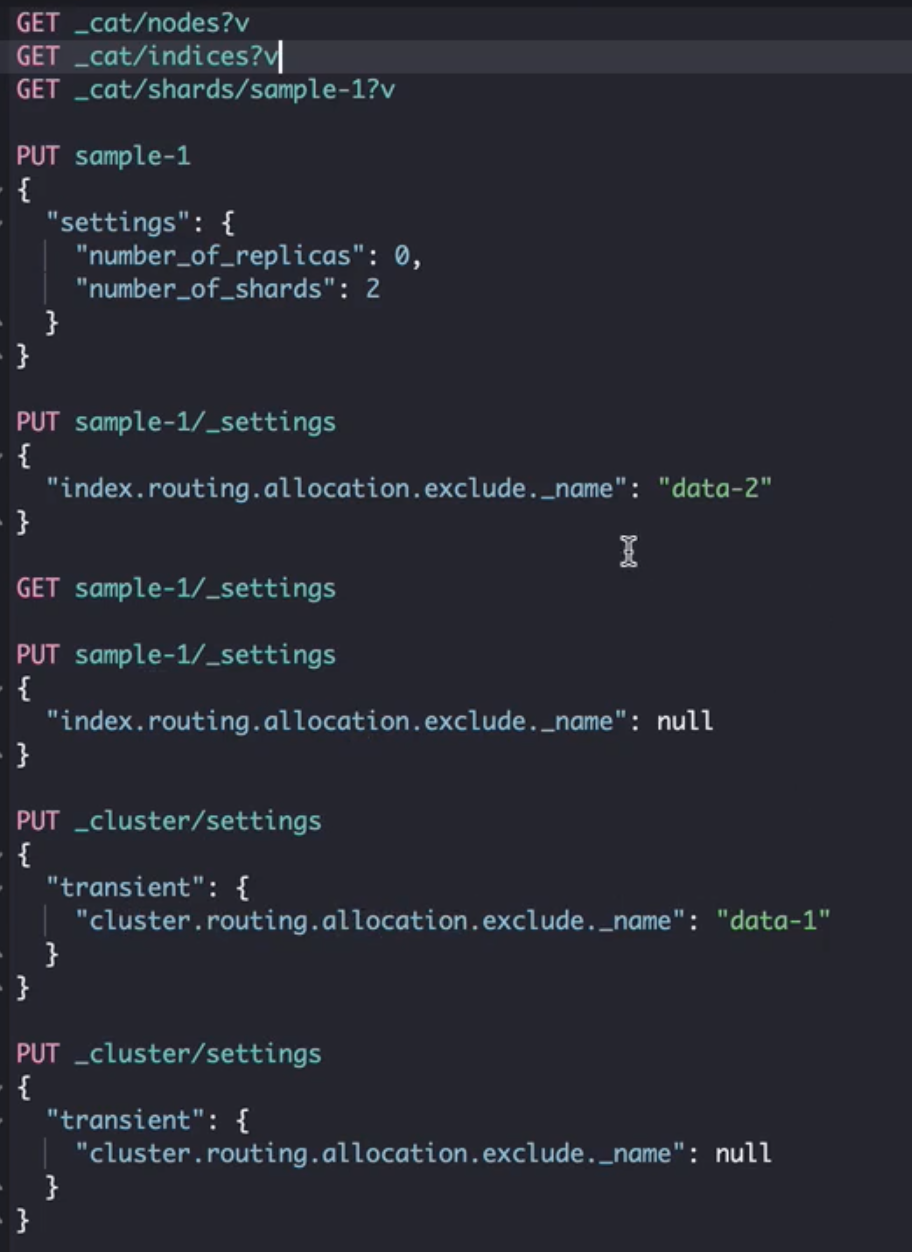 GET _cat/nodes?v
GET _cat/indices?v
GET _cat/shards/sample-1?v

PUT sample-1
{
  "settings": {
    "number_of_replicas": 0,
    "number_of_shards": 2
  }
}

PUT sample-1/_settings
{
  "index.routing.allocation.exclude._name": "data-2"
}

GET sample-1/_settings

PUT sample-1/_settings
{
  "index.routing.allocation.exclude._name": null
}

PUT _cluster/settings
{
  "transient": {
    "cluster.routing.allocation.exclude._name": "data-1"
  }
}

PUT _cluster/settings
{
  "transient": {
    "cluster.routing.allocation.exclude._name": null
  }
}